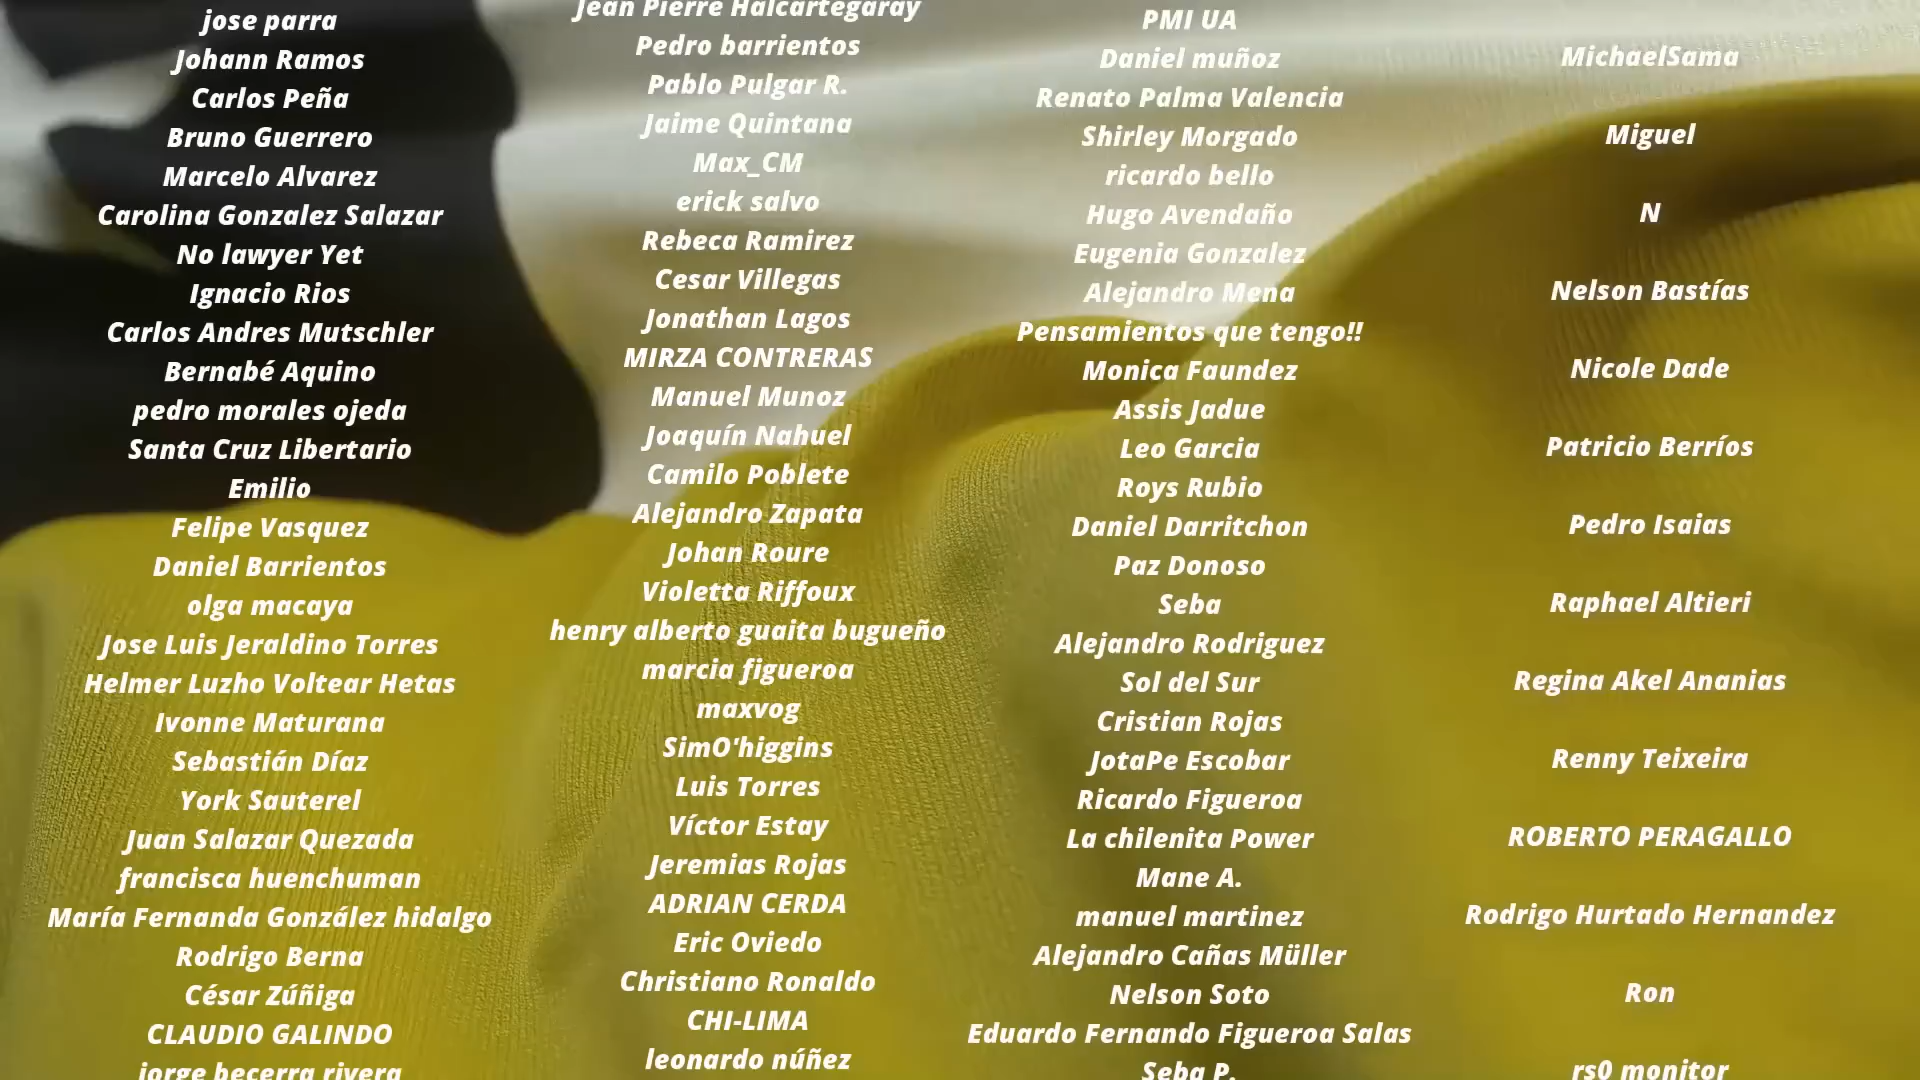 jose parra
Johann Ramos
Carlos Peña
Bruno Guerrero
Marcelo Alvarez
Carolina Gonzalez Salazar
No lawyer Yet
Ignacio Rios
Carlos Andres Mutschler
Bernabé Aquino
pedro morales ojeda
Santa Cruz Libertario
Emilio
Felipe Vasquez
Daniel Barrientos
olga macaya
Jose Luis Jeraldino Torres
Helmer Luzho Voltear Hetas
Ivonne Maturana
Sebastián Díaz
York Sauterel
Juan Salazar Quezada
francisca huenchuman
María Fernanda González hidalgo
Rodrigo Berna
César Zúñiga
CLAUDIO GALINDO
jorge becerra rivera
Jean Pierre Halcartegaray
Pedro barrientos
Pablo Pulgar R.
Jaime Quintana
Max_CM
erick salvo
Rebeca Ramirez
Cesar Villegas
Jonathan Lagos
MIRZA CONTRERAS
Manuel Munoz
Joaquín Nahuel
Camilo Poblete
Alejandro Zapata
Johan Roure
Violetta Riffoux
henry alberto guaita bugueño
marcia figueroa
maxvog
SimO'higgins
Luis Torres
Víctor Estay
Jeremias Rojas
ADRIAN CERDA
Eric Oviedo
Christiano Ronaldo
CHI-LIMA
leonardo núñez
PMI UA
Daniel muñoz
Renato Palma Valencia
Shirley Morgado
ricardo bello
Hugo Avendaño
Eugenia Gonzalez
Alejandro Mena
Pensamientos que tengo!!
Monica Faundez
Assis Jadue
Leo Garcia
Roys Rubio
Daniel Darritchon
Paz Donoso
Seba
Alejandro Rodriguez
Sol del Sur
Cristian Rojas
JotaPe Escobar
Ricardo Figueroa
La chilenita Power
Mane A.
manuel martinez
Alejandro Cañas Müller
Nelson Soto
Eduardo Fernando Figueroa Salas
Seba P.
MichaelSama
Miguel
N
Nelson Bastías
Nicole Dade
Patricio Berríos
Pedro Isaias
Raphael Altieri
Regina Akel Ananias
Renny Teixeira
ROBERTO PERAGALLO
Rodrigo Hurtado Hernandez
Ron
rs0 monitor